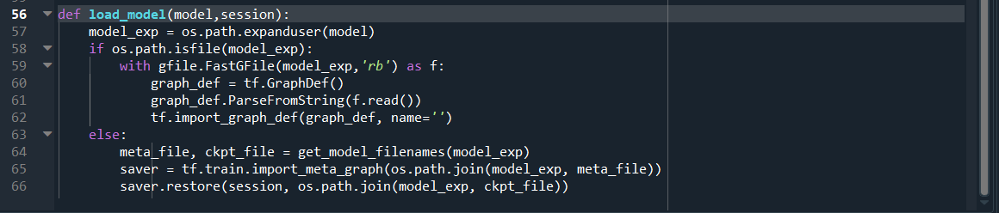 56 def load_model(model,session):
57     model_exp = os.path.expanduser(model)
58     if os.path.isfile(model_exp):
59         with gfile.FastGFile(model_exp,'rb') as f:
60             graph_def = tf.GraphDef()
61             graph_def.ParseFromString(f.read())
62             tf.import_graph_def(graph_def, name='')
63     else:
64         meta_file, ckpt_file = get_model_filenames(model_exp)
65         saver = tf.train.import_meta_graph(os.path.join(model_exp, meta_file))
66         saver.restore(session, os.path.join(model_exp, ckpt_file))